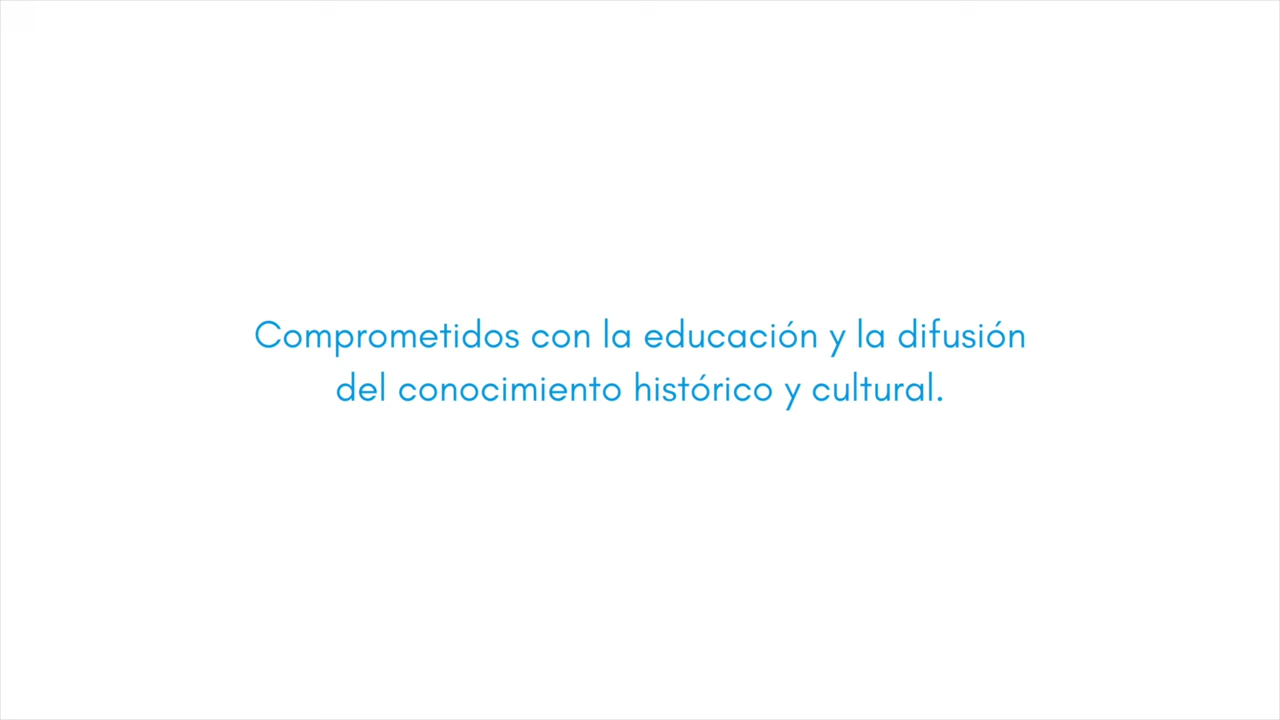 Comprometidos con la educación y la difusión
del conocimiento histórico y cultural.